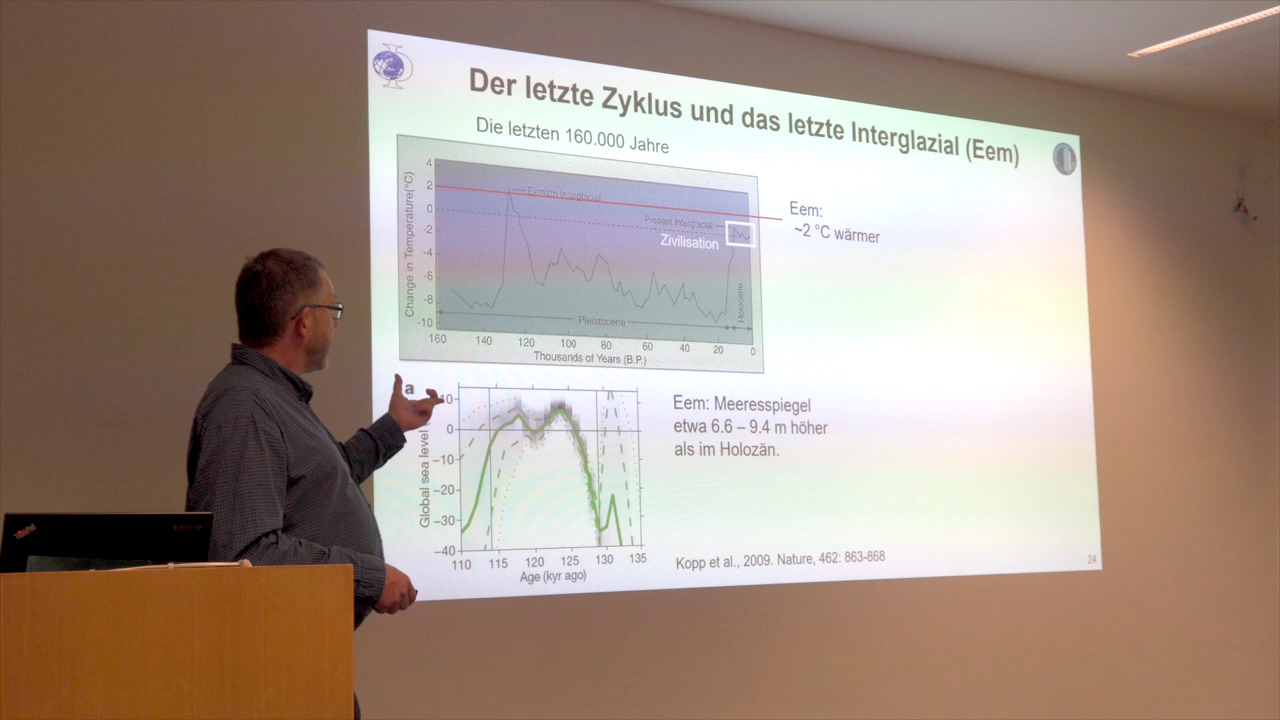 Der letzte Zyklus und das letzte Interglazial (Eem)
Die letzten 160.000 Jahre
Change in Temperature(°C)
4
2
0
-2
-4
-6
-8
-10
Eemian Interglacial
Present Interglacial
Zivilisation
Pleistocene
Holocene
160 140 120 100 80 60 40 20 0
Thousands of Years (B.P.)
Eem:
~2 °C wärmer
a
Global sea level
10
0
−10
−20
−30
−40
110 115 120 125 130 135
Age (kyr ago)
Eem: Meeresspiegel
etwa 6.6 – 9.4 m höher
als im Holozän.
Kopp et al., 2009. Nature, 462: 863-868
24